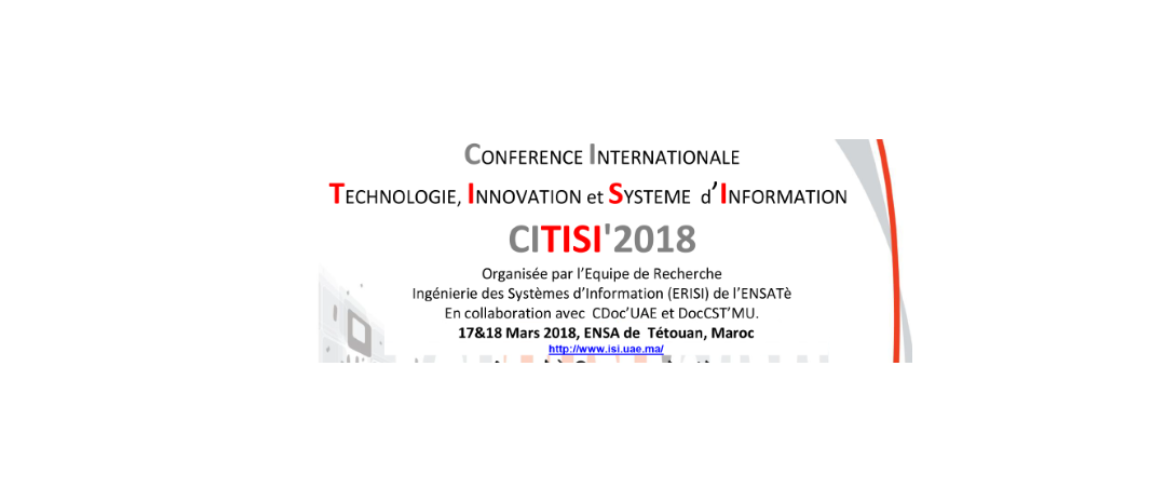 CONFERENCE INTERNATIONALE
TECHNOLOGIE, INNOVATION et SYSTEME d'INFORMATION
CITISI'2018
Organisée par l'Equipe de Recherche
Ingénierie des Systèmes d'Information (ERISI) de l'ENSATè
En collaboration avec CDoc'UAE et DocCST'MU.
17&18 Mars 2018, ENSA de Tétouan, Maroc
http://www.isi.uae.ma/